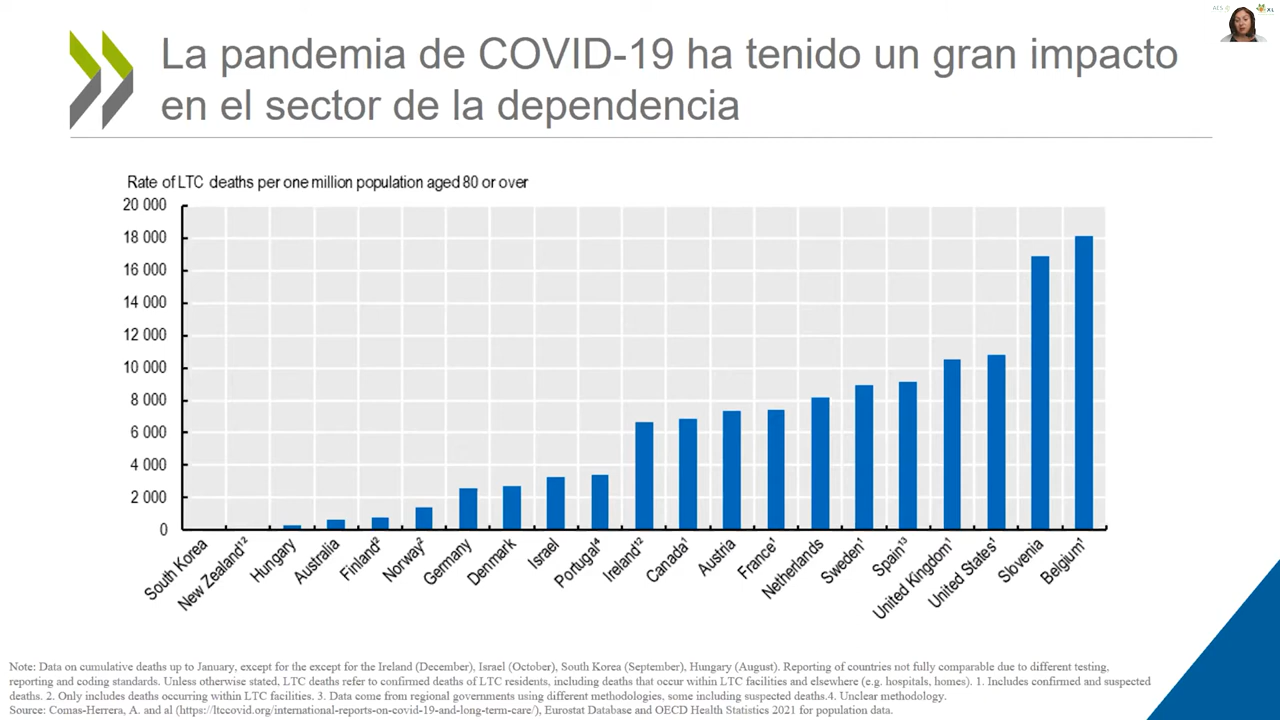 La pandemia de COVID-19 ha tenido un gran impacto
en el sector de la dependencia
Rate of LTC deaths per one million population aged 80 or over
20 000
18 000
16 000
14 000
12 000
10 000
8 000
6 000
4 000
2 000
0
South Korea
New Zealand¹²
Hungary
Australia
Finland²
Norway²
Germany
Denmark
Israel
Portugal⁴
Ireland¹²
Canada¹
Austria
France¹
Netherlands
Sweden¹
Spain¹³
United Kingdom¹
United States¹
Slovenia
Belgium¹
Note: Data on cumulative deaths up to January, except for the except for the Ireland (December), Israel (October), South Korea (September), Hungary (August). Reporting of countries not fully comparable due to different testing,
reporting and coding standards. Unless otherwise stated, LTC deaths refer to confirmed deaths of LTC residents, including deaths that occur within LTC facilities and elsewhere (e.g. hospitals, homes). 1. Includes confirmed and suspected
deaths. 2. Only includes deaths occurring within LTC facilities. 3. Data come from regional governments using different methodologies, some including suspected deaths.4. Unclear methodology.
Source: Comas-Herrera, A. and al (https://ltccovid.org/international-reports-on-covid-19-and-long-term-care/), Eurostat Database and OECD Health Statistics 2021 for population data.